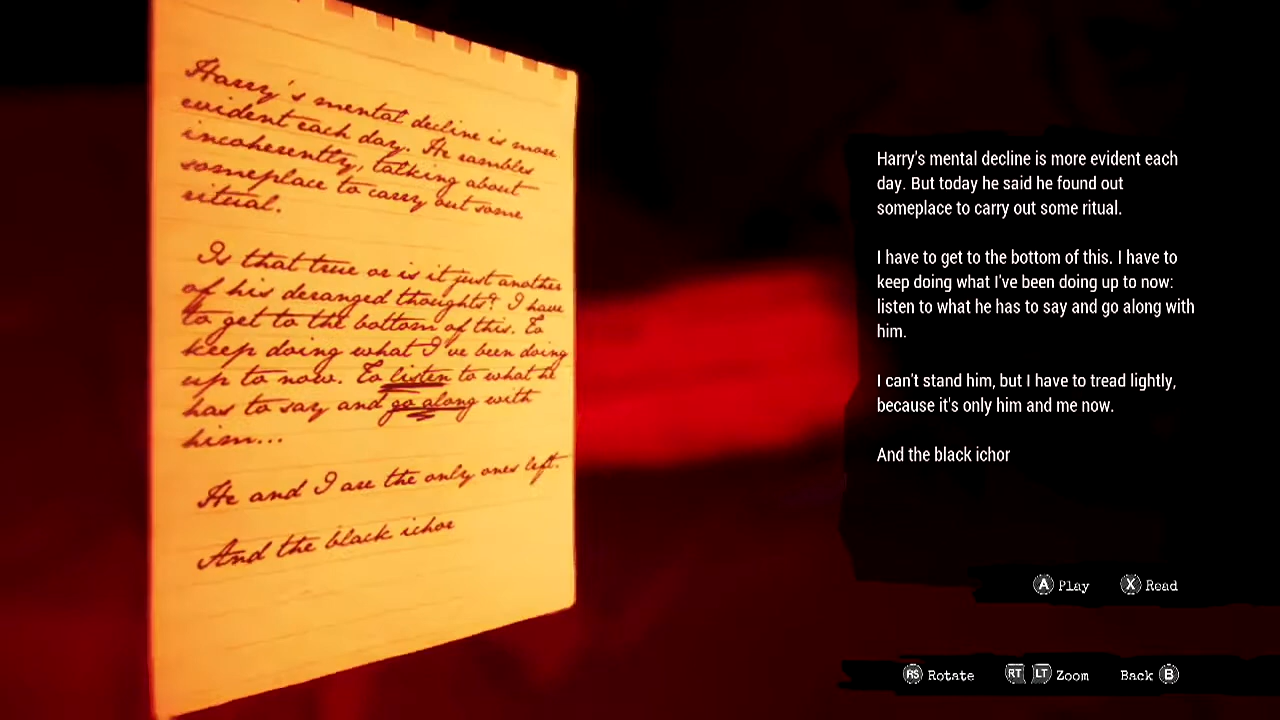 Harry's mental decline is more
evident each day. He rambles
incoherently, talking about
someplace to carry out some
ritual.
Is that true or is it just another
of his deranged thoughts? I have
to get to the bottom of this. To
keep doing what I've been doing
up to now. To listen to what he
has to say and go along with
him...
He and I are the only ones left.
And the black ichor
Harry's mental decline is more evident each
day. But today he said he found out
someplace to carry out some ritual.
I have to get to the bottom of this. I have to
keep doing what I've been doing up to now:
listen to what he has to say and go along with
him.
I can't stand him, but I have to tread lightly,
because it's only him and me now.
And the black ichor
A Play X Read
RS Rotate RT LT Zoom Back B